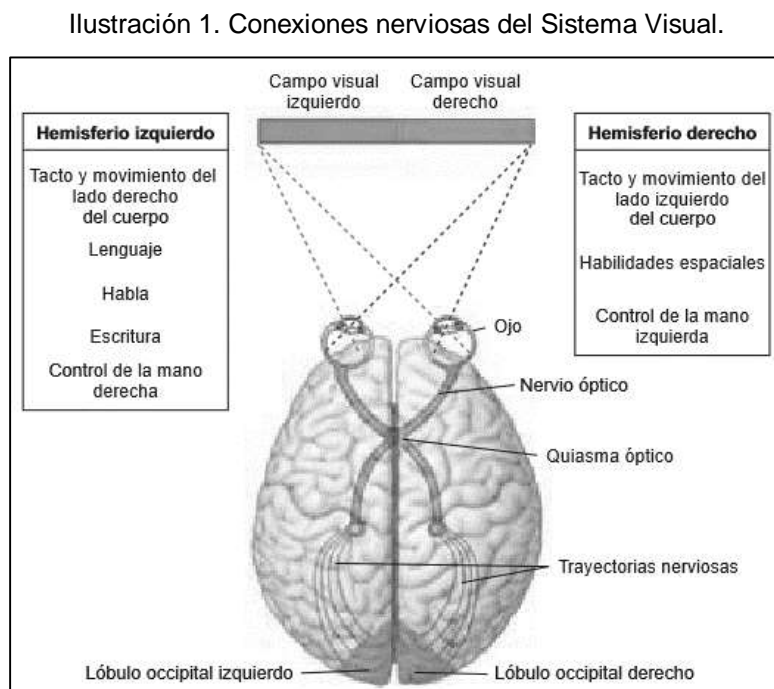 Ilustración 1. Conexiones nerviosas del Sistema Visual.
Campo visual
izquierdo
Campo visual
derecho
Hemisferio izquierdo
Tacto y movimiento del
lado derecho
del cuerpo
Lenguaje
Habla
Escritura
Control de la mano
derecha
Hemisferio derecho
Tacto y movimiento del
lado izquierdo
del cuerpo
Habilidades espaciales
Control de la mano
izquierda
Ojo
Nervio óptico
Quiasma óptico
Trayectorias nerviosas
Lóbulo occipital izquierdo
Lóbulo occipital derecho